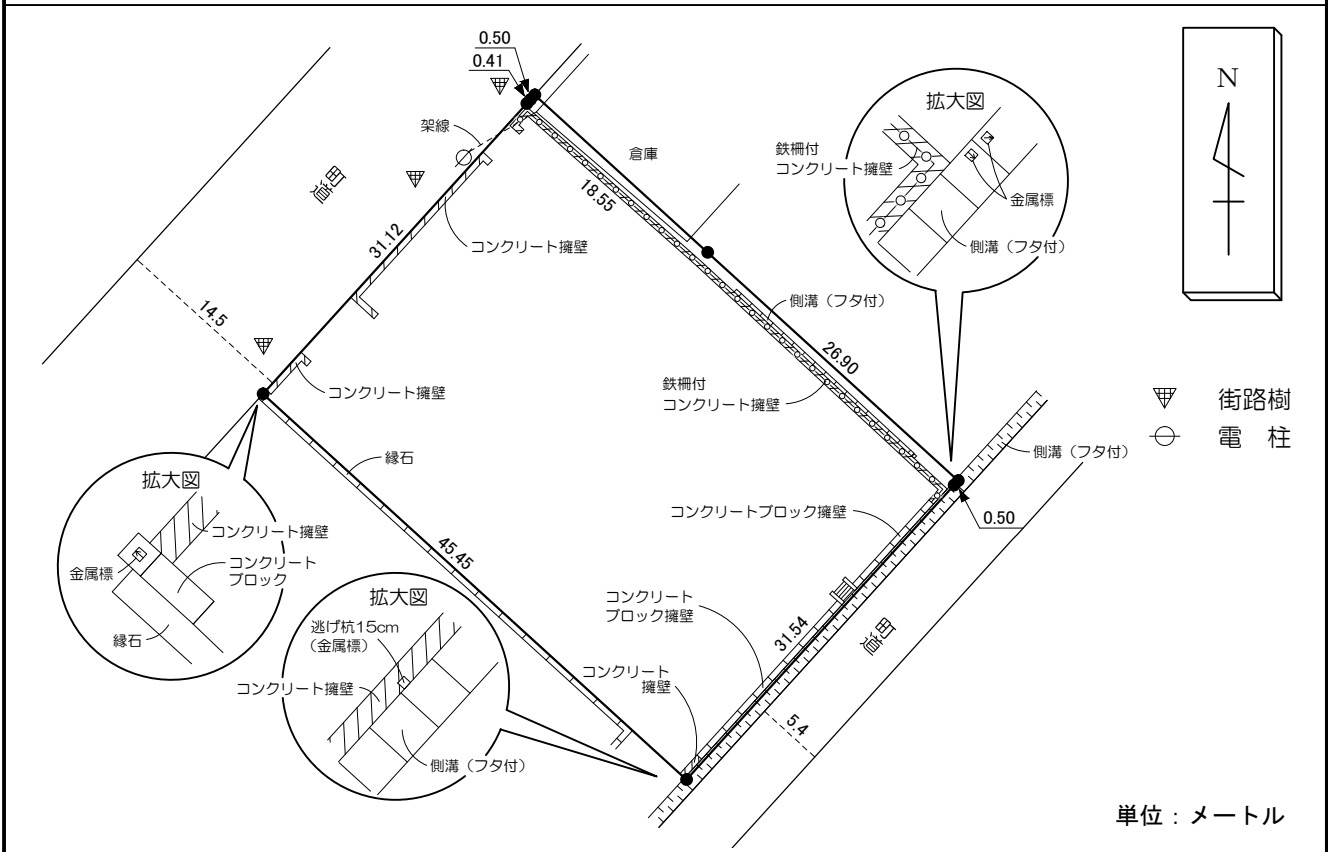 0.50
0.41
架線
町道
31.12
コンクリート擁壁
倉庫
18.55
拡大図
鉄柵付
コンクリート擁壁
金属標
側溝（フタ付）
N
14.5
コンクリート擁壁
側溝（フタ付）
26.90
鉄柵付
コンクリート擁壁
街路樹
電　柱
側溝（フタ付）
縁石
拡大図
コンクリート擁壁
金属標
コンクリート
ブロック
縁石
45.45
コンクリートブロック擁壁
0.50
拡大図
逃げ杭15cm
（金属標）
コンクリート擁壁
側溝（フタ付）
コンクリート
ブロック擁壁
31.54
町道
コンクリート
擁壁
5.4
単位：メートル